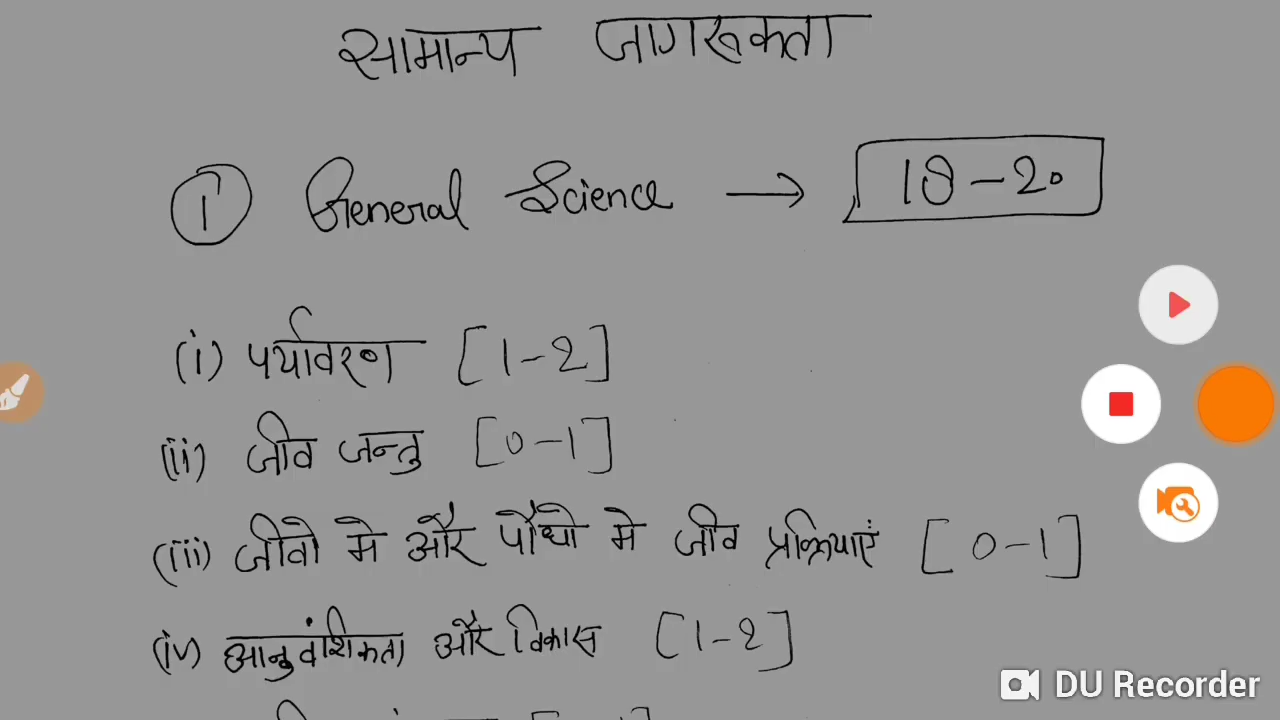 सामान्य जागरूकता
1 General Science → 18-20
(i) पर्यावरण [1-2]
(ii) जीव जन्तु [0-1]
(iii) जीवो मे और पौधो मे जीव प्रक्रियाएं [0-1]
(iv) आनुवंशिकता और विकास [1-2]
DU Recorder